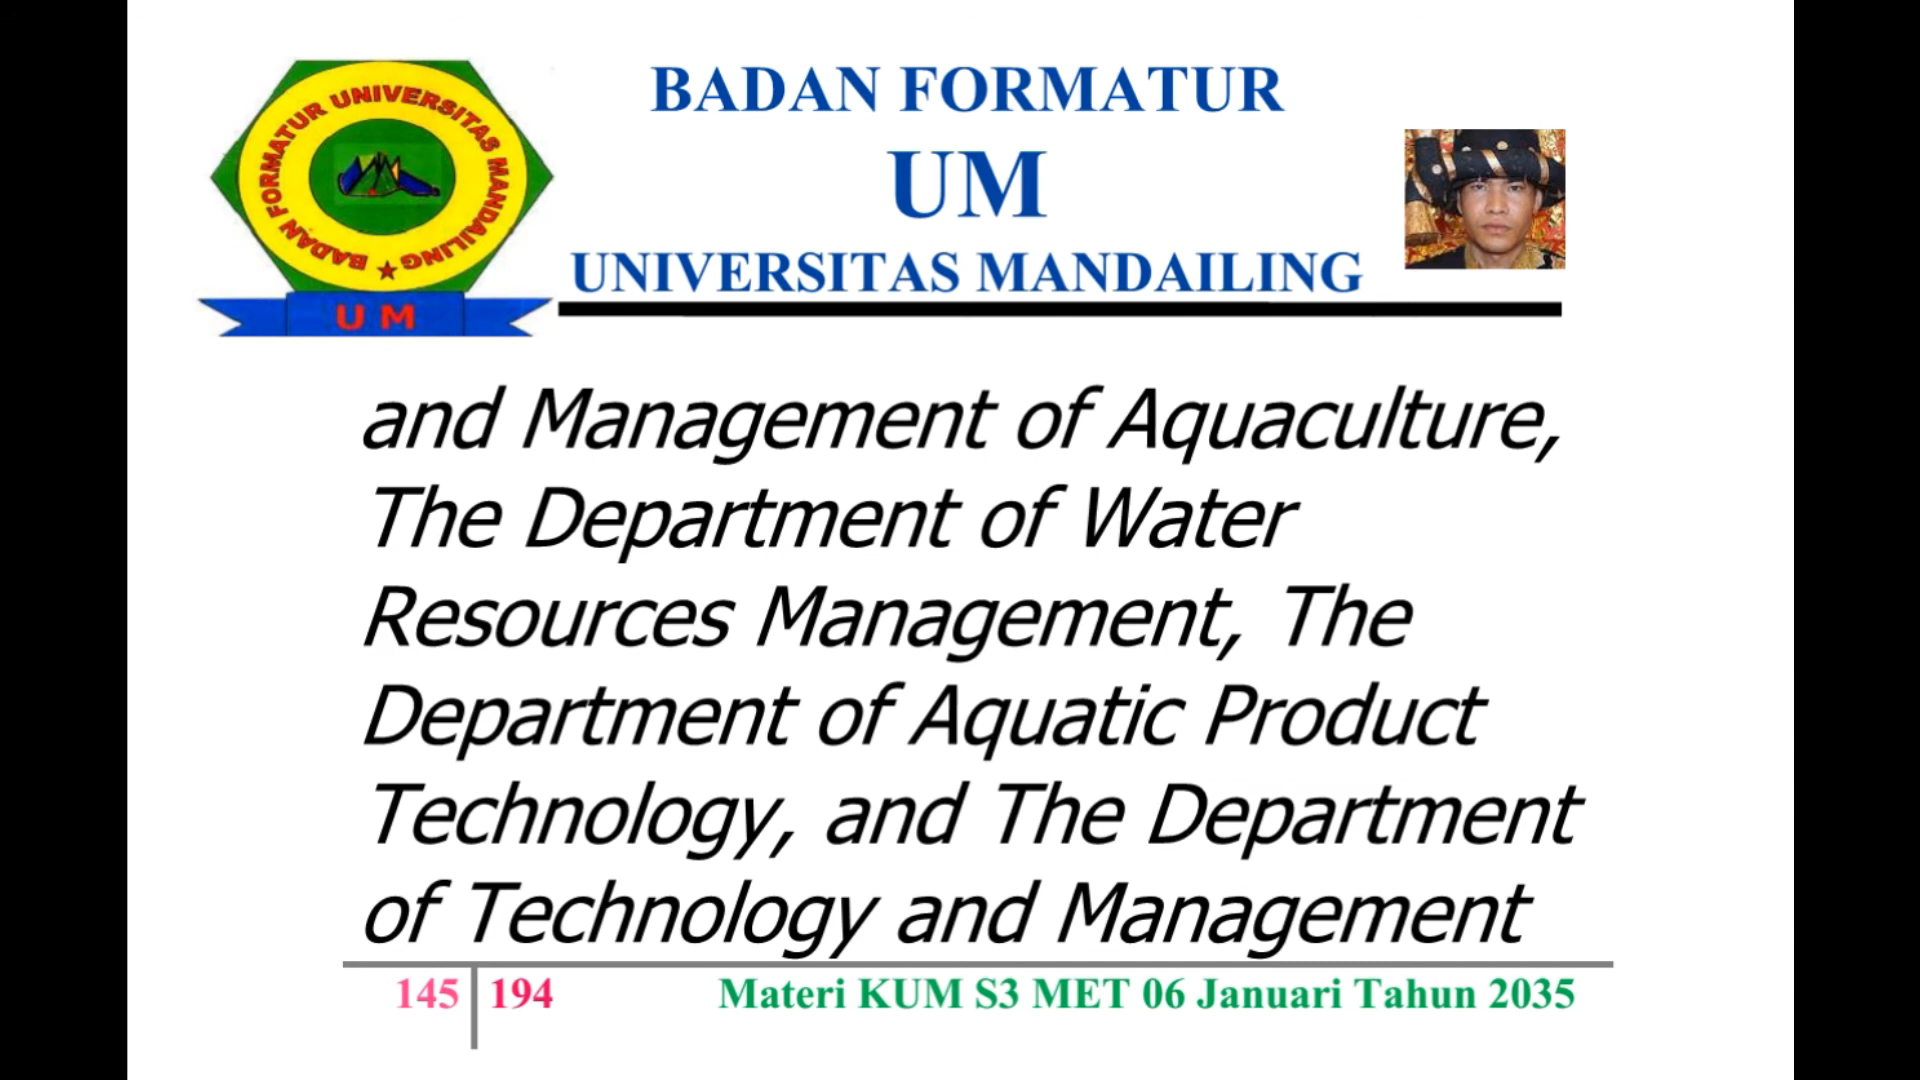 BADAN FORMATUR UNIVERSITAS MANDAILING
U M
BADAN FORMATUR
UM
UNIVERSITAS MANDAILING
and Management of Aquaculture,
The Department of Water
Resources Management, The
Department of Aquatic Product
Technology, and The Department
of Technology and Management
145 194 Materi KUM S3 MET 06 Januari Tahun 2035